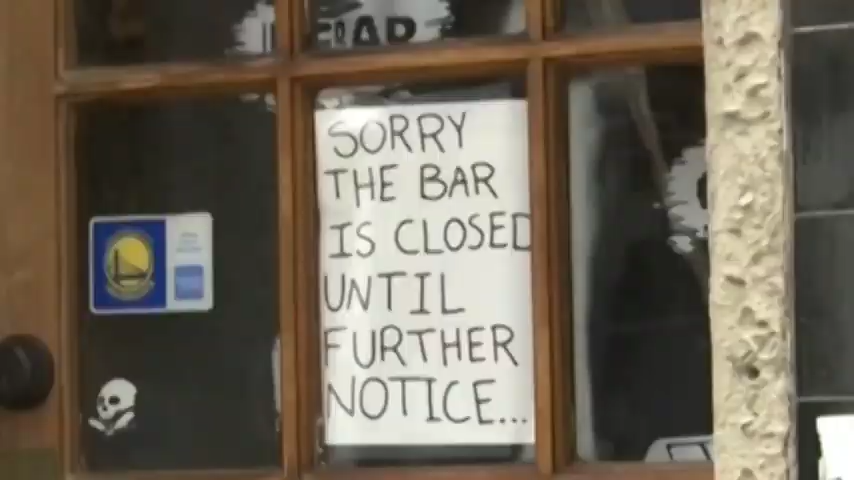 SORRY
THE BAR
IS CLOSED
UNTIL
FURTHER
NOTICE...